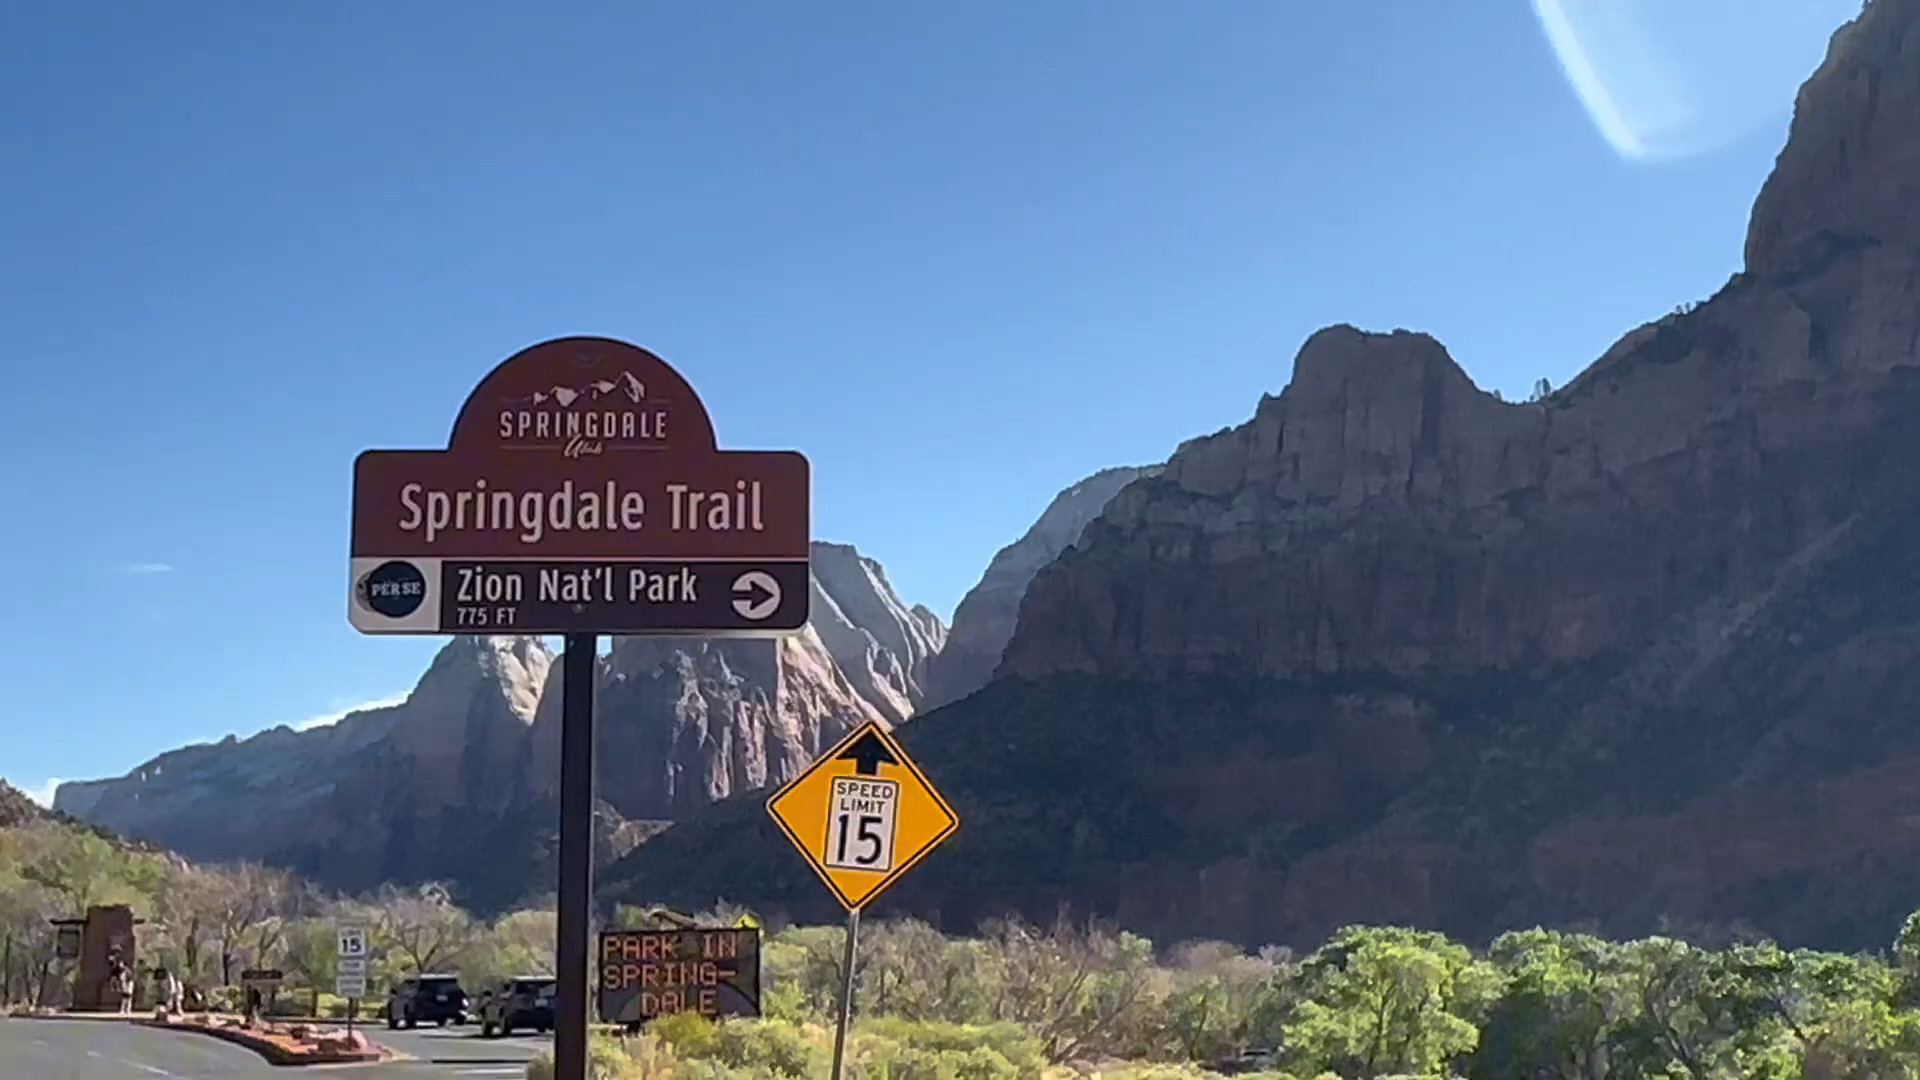 SPRINGDALE
Utah
Springdale Trail
PER SE
Zion Nat'l Park
775 FT
SPEED
LIMIT
15
15
PARK IN
SPRING-
DALE